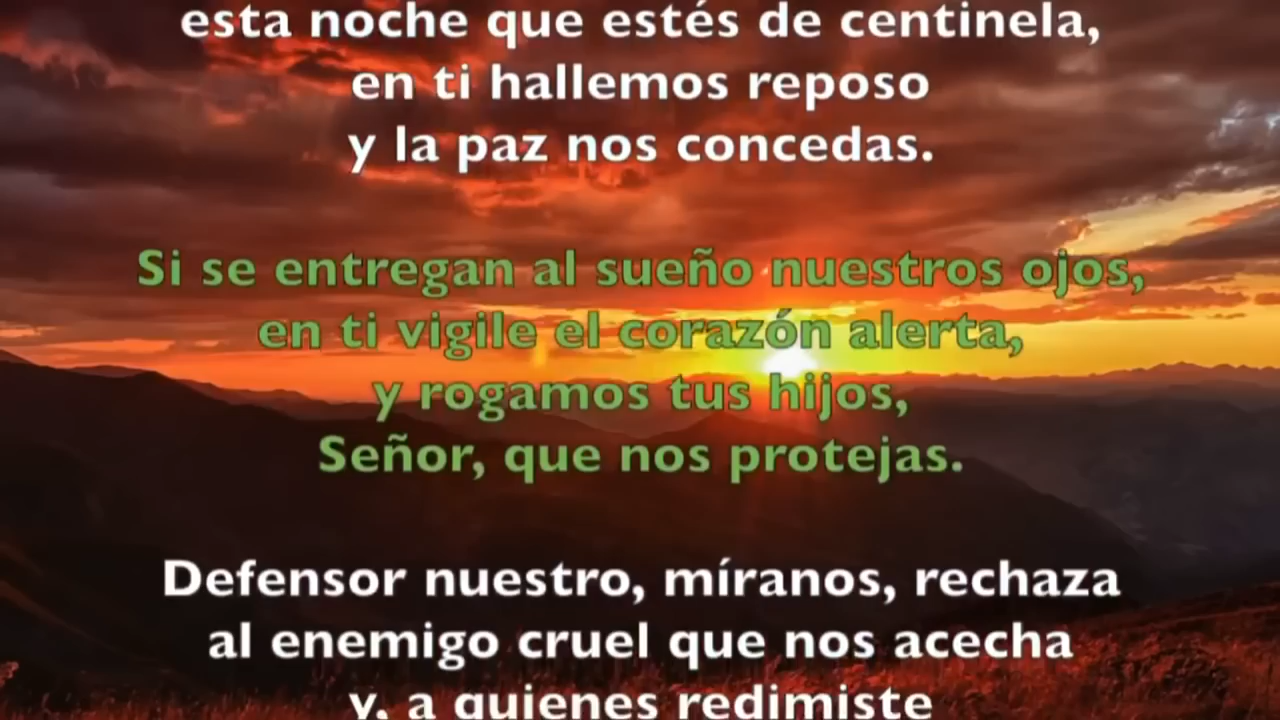 esta noche que estés de centinela,
en ti hallemos reposo
y la paz nos concedas.
Si se entregan al sueño nuestros ojos,
en ti vigile el corazón alerta,
y rogamos tus hijos,
Señor, que nos protejas.
Defensor nuestro, míranos, rechaza
al enemigo cruel que nos acecha
y, a quienes redimiste